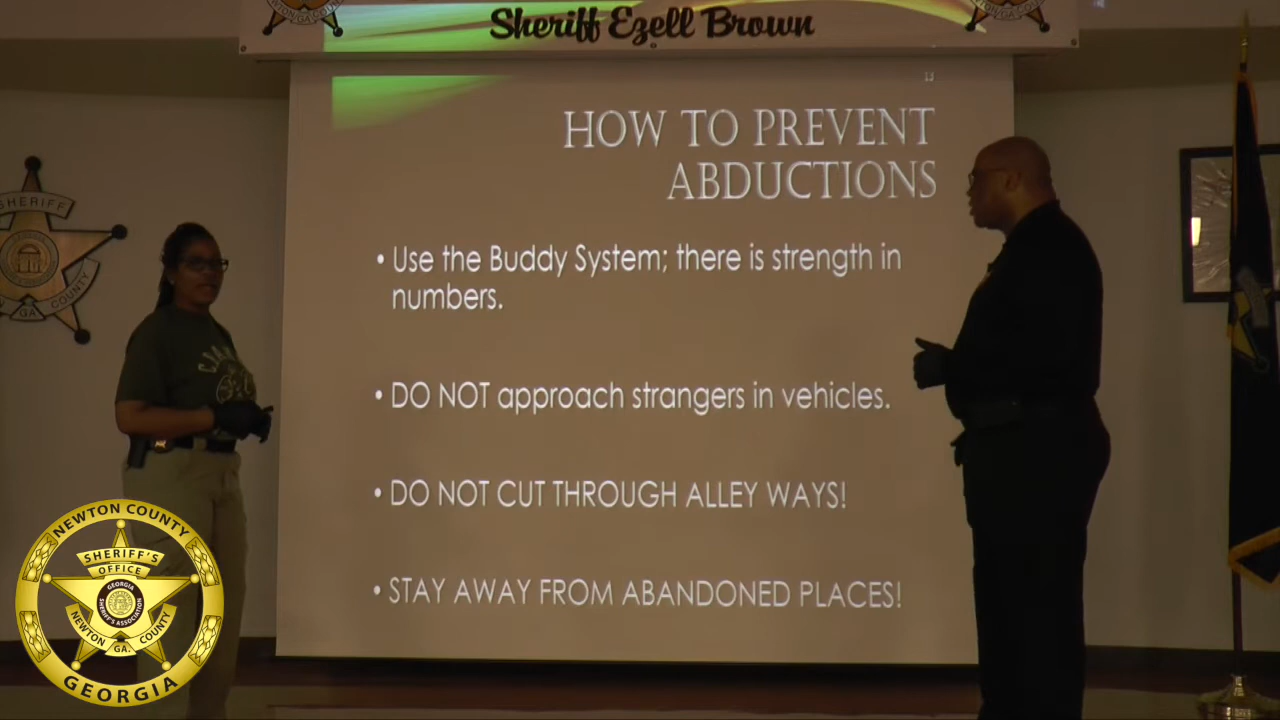 Sheriff Ezell Brown
HOW TO PREVENT
ABDUCTIONS
• Use the Buddy System; there is strength in
numbers.
• DO NOT approach strangers in vehicles.
• DO NOT CUT THROUGH ALLEY WAYS!
• STAY AWAY FROM ABANDONED PLACES!
SHERIFF
GA.
COUNTY
NEWTON COUNTY
SHERIFF'S
OFFICE
GEORGIA
SHERIFF'S ASSOCIATION
NEWTON COUNTY
GA.
GEORGIA